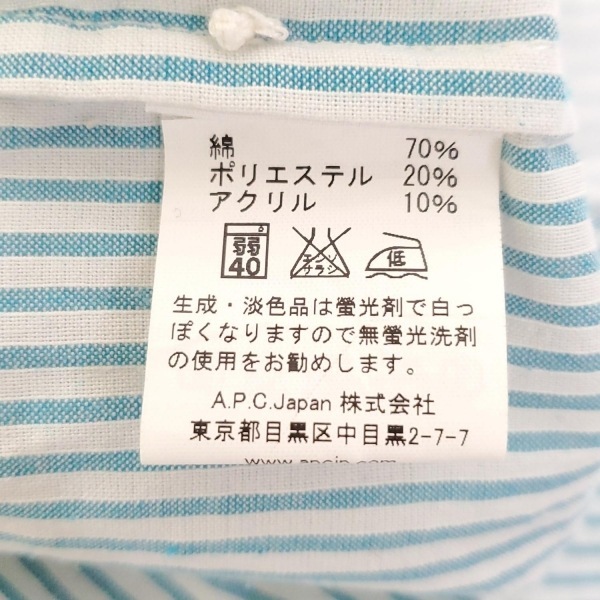 綿 70%
ポリエステル 20%
アクリル 10%
弱 40 エンソ サラシ 低
生成・淡色品は螢光剤で白っ
ぽくなりますので無螢光洗剤
の使用をお勧めします。
A.P.C.Japan 株式会社
東京都目黒区中目黒2-7-7